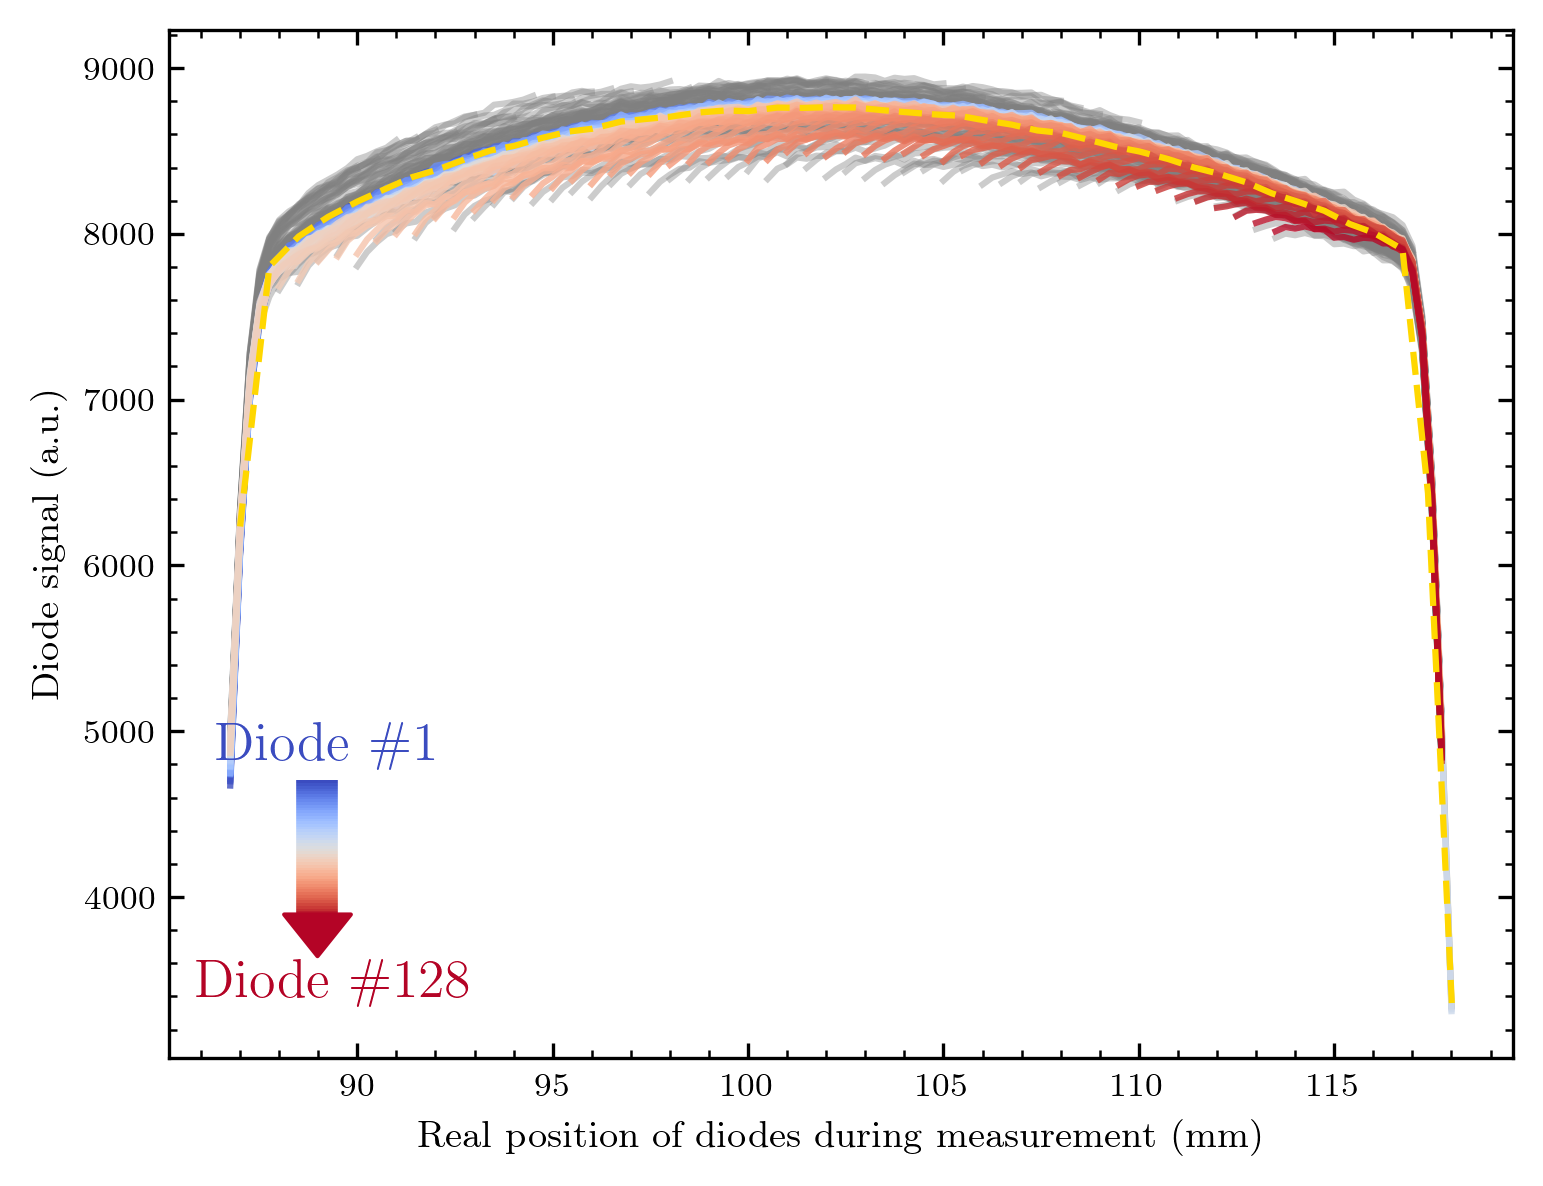 9000
8000
7000
6000
5000
4000
Diode signal (a.u.)
Diode #1
Diode #128
90 95 100 105 110 115
Real position of diodes during measurement (mm)